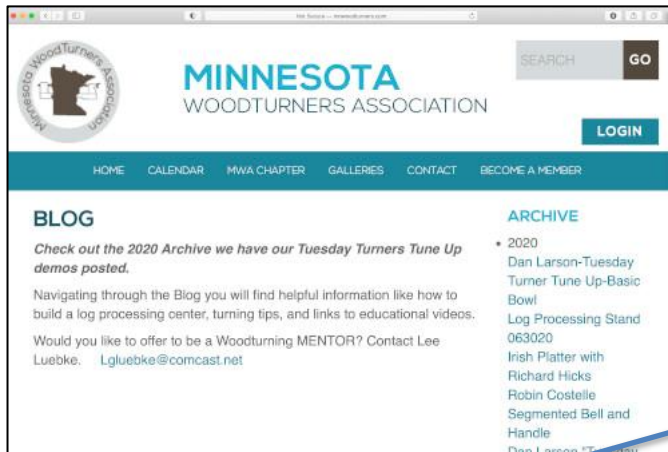 Minnesota WoodTurners Association
MINNESOTA
WOODTURNERS ASSOCIATION
SEARCH
GO
LOGIN
HOME CALENDAR MWA CHAPTER GALLERIES CONTACT BECOME A MEMBER
BLOG
Check out the 2020 Archive we have our Tuesday Turners Tune Up
demos posted.
Navigating through the Blog you will find helpful information like how to
build a log processing center, turning tips, and links to educational videos.
Would you like to offer to be a Woodturning MENTOR? Contact Lee
Luebke. Lgluebke@comcast.net
ARCHIVE
• 2020
Dan Larson-Tuesday
Turner Tune Up-Basic
Bowl
Log Processing Stand
063020
Irish Platter with
Richard Hicks
Robin Costelle
Segmented Bell and
Handle
Dan Larson